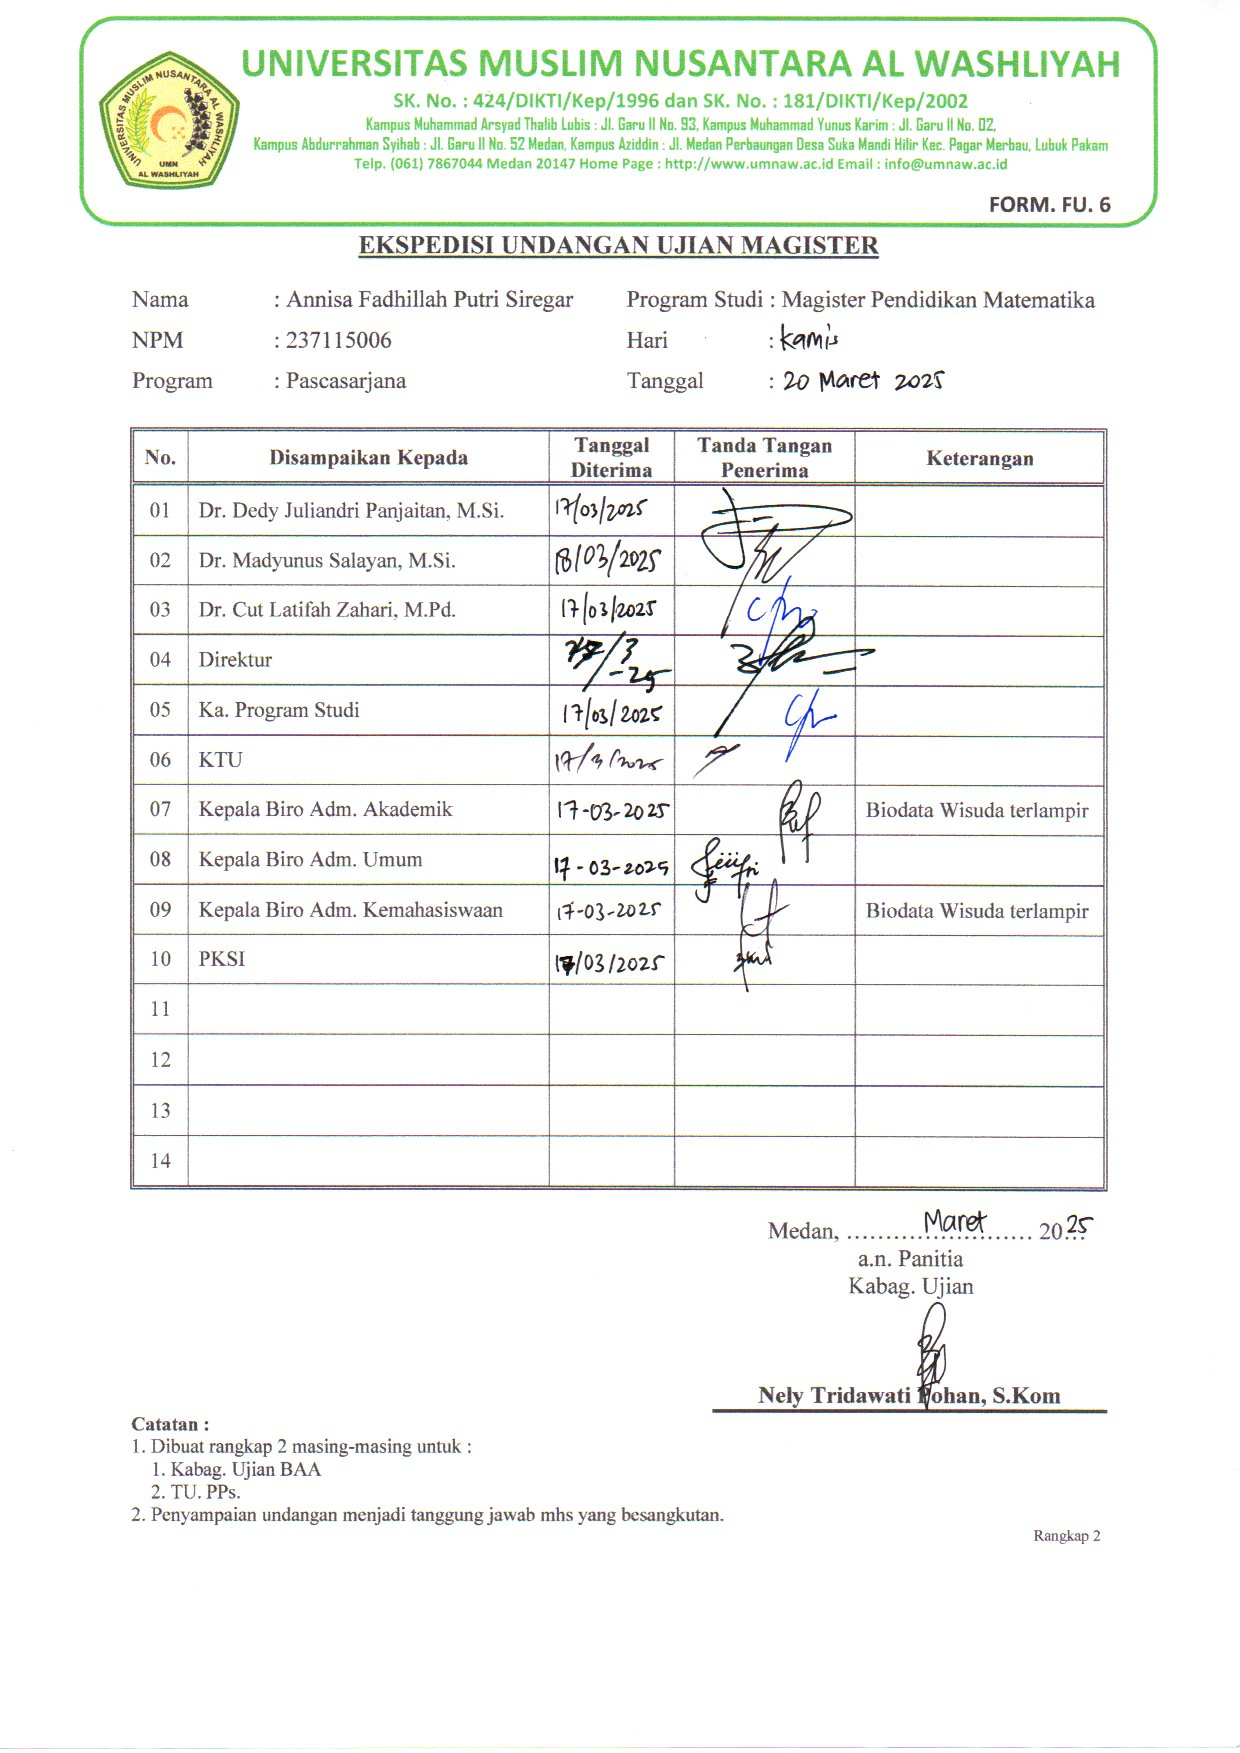 UNIVERSITAS MUSLIM NUSANTARA AL WASHLIYAH
UMN
AL WASHLIYAH
UNIVERSITAS MUSLIM NUSANTARA AL WASHLIYAH
SK. No. : 424/DIKTI/Kep/1996 dan SK. No. : 181/DIKTI/Kep/2002
Kampus Muhammad Arsyad Thalib Lubis : Jl. Garu II No. 93, Kampus Muhammad Yunus Karim : Jl. Garu II No. 02,
Kampus Abdurrahman Syihab : Jl. Garu II No. 52 Medan, Kampus Aziddin : Jl. Medan Perbaungan Desa Suka Mandi Hilir Kec. Pagar Merbau, Lubuk Pakam
Telp. (061) 7867044 Medan 20147 Home Page : http://www.umnaw.ac.id Email : info@umnaw.ac.id
FORM. FU. 6
EKSPEDISI UNDANGAN UJIAN MAGISTER
Nama : Annisa Fadhillah Putri Siregar Program Studi : Magister Pendidikan Matematika
NPM : 237115006 Hari : Kamis
Program : Pascasarjana Tanggal : 20 Maret 2025
No. Disampaikan Kepada Tanggal Diterima Tanda Tangan Penerima Keterangan
01 Dr. Dedy Juliandri Panjaitan, M.Si. 17/03/2025
02 Dr. Madyunus Salayan, M.Si. 18/03/2025
03 Dr. Cut Latifah Zahari, M.Pd. 17/03/2025
04 Direktur
05 Ka. Program Studi 17/03/2025
06 KTU 17/3/2025
07 Kepala Biro Adm. Akademik 17-03-2025 Biodata Wisuda terlampir
08 Kepala Biro Adm. Umum 17-03-2025
09 Kepala Biro Adm. Kemahasiswaan 17-03-2025 Biodata Wisuda terlampir
10 PKSI 17/03/2025
11
12
13
14
Medan, ........ Maret ........ 2025
a.n. Panitia
Kabag. Ujian
Nely Tridawati Pohan, S.Kom
Catatan :
1. Dibuat rangkap 2 masing-masing untuk :
1. Kabag. Ujian BAA
2. TU. PPs.
2. Penyampaian undangan menjadi tanggung jawab mhs yang besangkutan.
Rangkap 2